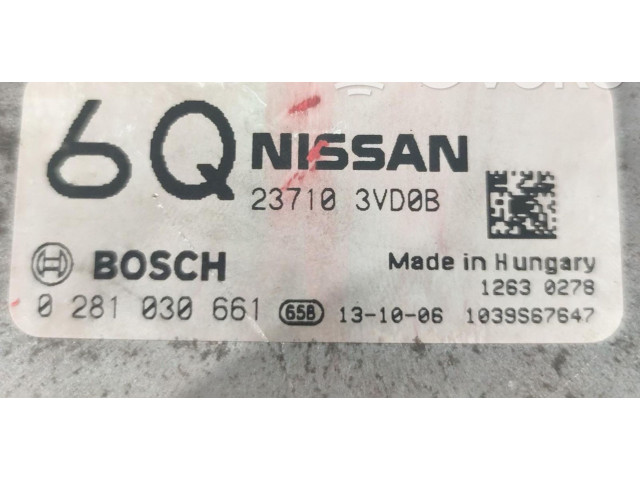 6Q NISSAN
23710 3VD0B
BOSCH Made in Hungary
1263 0278
0 281 030 661 658 13-10-06 1039S67647